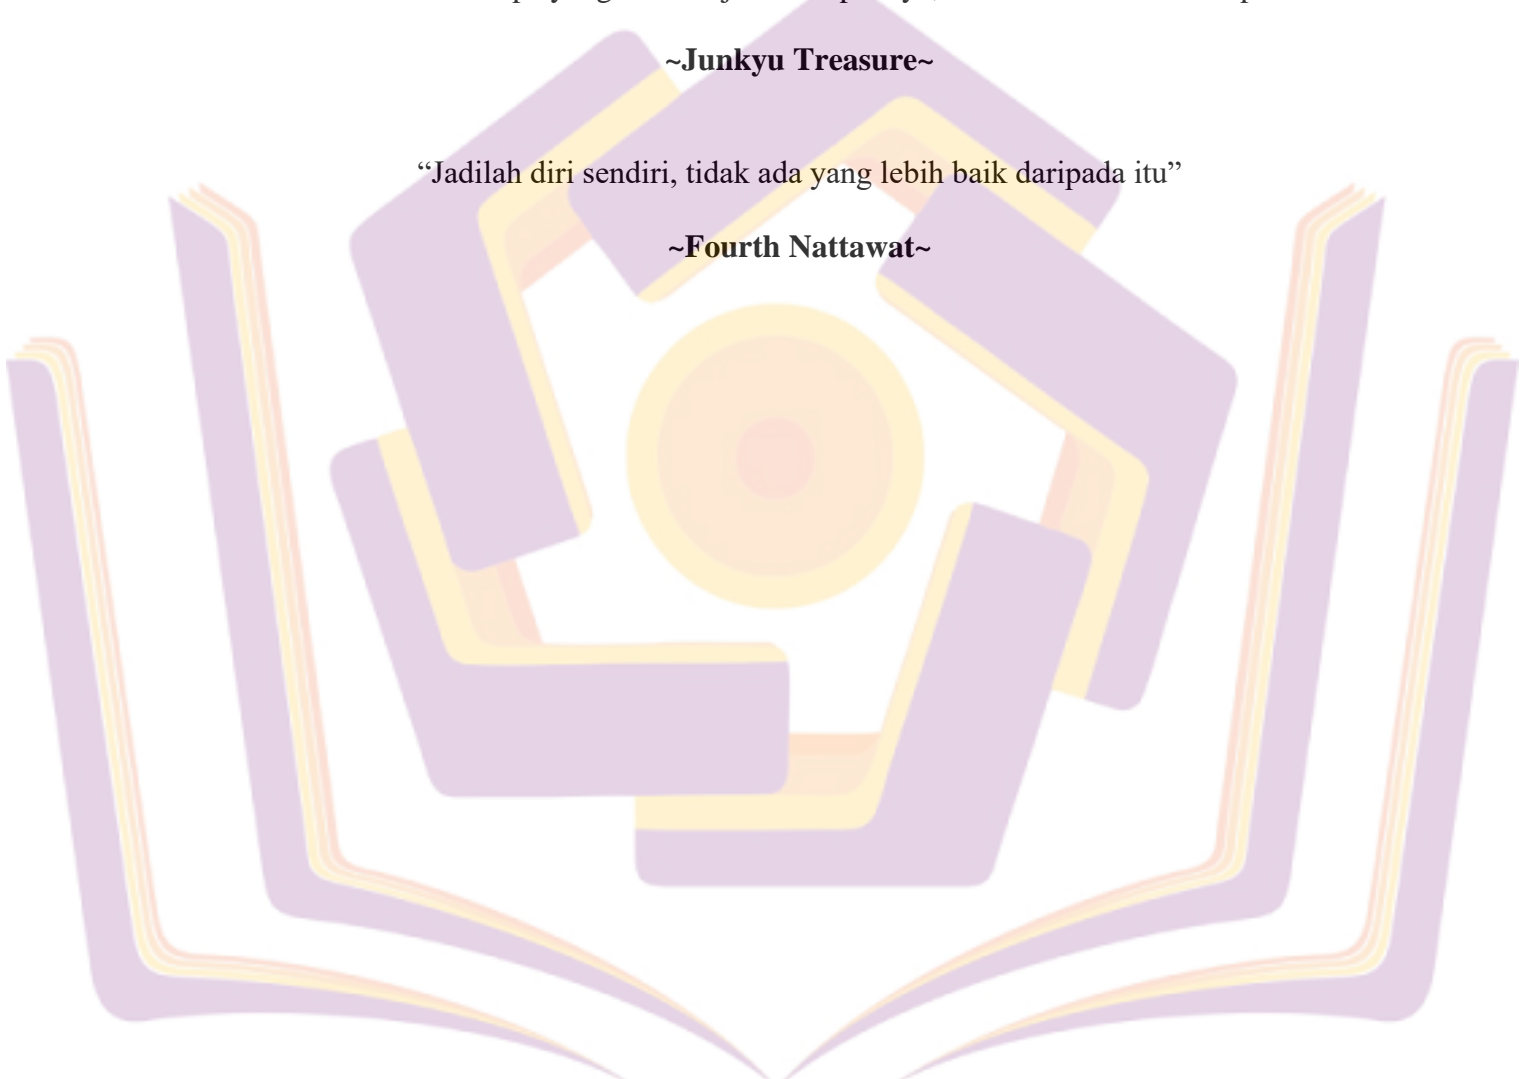 ~Junkyu Treasure~
“Jadilah diri sendiri, tidak ada yang lebih baik daripada itu”
~Fourth Nattawat~